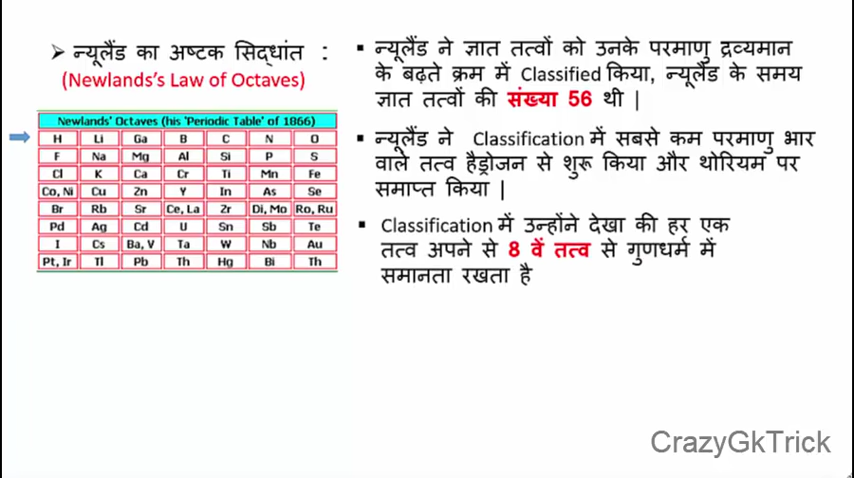 ➢ न्यूलैंड का अष्टक सिद्धांत :
(Newlands's Law of Octaves)
Newlands' Octaves (his 'Periodic Table' of 1866)
H Li Ga B C N O
F Na Mg Al Si P S
Cl K Ca Cr Ti Mn Fe
Co, Ni Cu Zn Y In As Se
Br Rb Sr Ce, La Zr Di, Mo Ro, Ru
Pd Ag Cd U Sn Sb Te
I Cs Ba, V Ta W Nb Au
Pt, Ir Tl Pb Th Hg Bi Th
▪ न्यूलैंड ने ज्ञात तत्वों को उनके परमाणु द्रव्यमान
के बढ़ते क्रम में Classified किया, न्यूलैंड के समय
ज्ञात तत्वों की संख्या 56 थी |
▪ न्यूलैंड ने Classification में सबसे कम परमाणु भार
वाले तत्व हैड्रोजन से शुरू किया और थोरियम पर
समाप्त किया |
▪ Classification में उन्होंने देखा की हर एक
तत्व अपने से 8 वें तत्व से गुणधर्म में
समानता रखता है
CrazyGkTrick